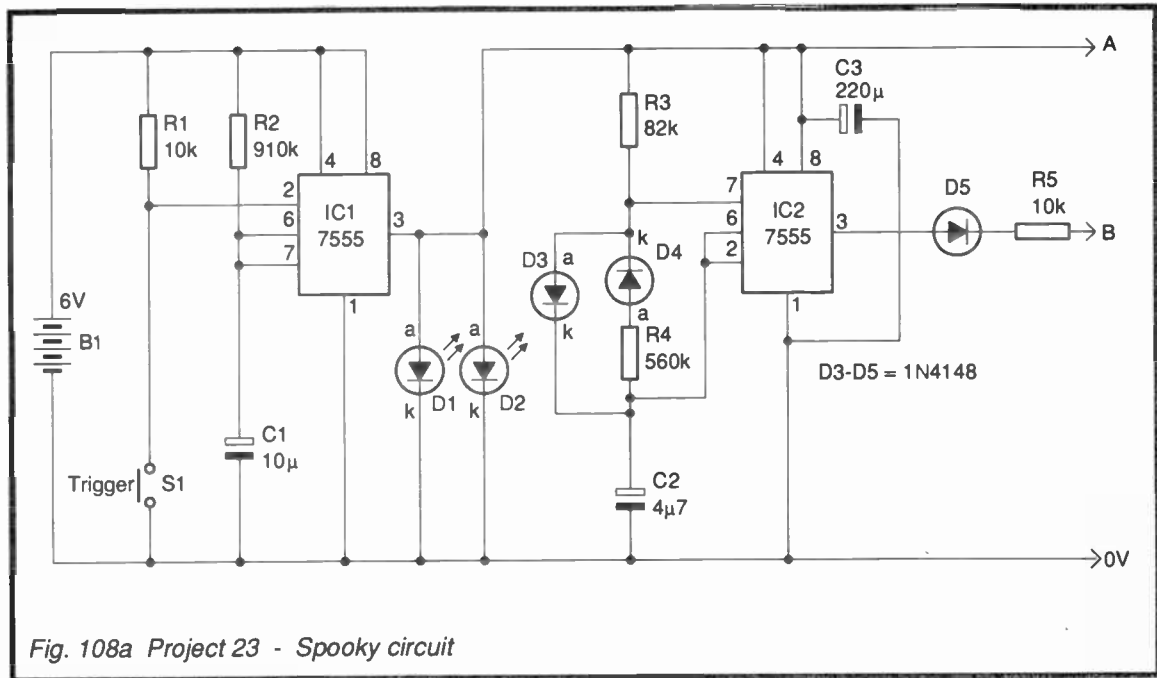 A
C3
220µ
R3
82k
R1
10k
R2
910k
4
8
4
8
D5
R5
10k
2
6
7
IC1
7555
3
7
6
2
IC2
7555
3
B
k
D4
D3
a
a
k
R4
560k
1
1
6V
B1
a
a
k
D1
k
D2
D3-D5 = 1N4148
C1
10µ
Trigger
S1
C2
4µ7
0V
Fig. 108a Project 23 - Spooky circuit